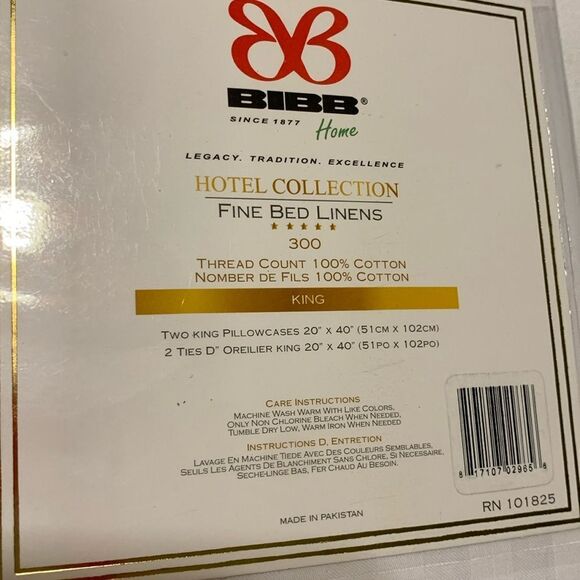 BIBB®
SINCE 1877
Home
LEGACY. TRADITION. EXCELLENCE
HOTEL COLLECTION
FINE BED LINENS
300
THREAD COUNT 100% COTTON
NOMBER DE FILS 100% COTTON
KING
TWO KING PILLOWCASES 20" X 40" (51CM X 102CM)
2 TIES D" OREILIER KING 20" X 40" (51PO X 102PO)
CARE INSTRUCTIONS
MACHINE WASH WARM WITH LIKE COLORS,
ONLY NON CHLORINE BLEACH WHEN NEEDED,
TUMBLE DRY LOW, WARM IRON WHEN NEEDED
INSTRUCTIONS D, ENTRETION
LAVAGE EN MACHINE TIEDE AVEC DES COULEURS SEMBLABLES,
SEULS LES AGENTS DE BLANCHIMENT SANS CHLORE, SI NECESSAIRE,
SECHE-LINGE BAS, FER CHAUD AU BESOIN.
8 17107 02985 8
MADE IN PAKISTAN
RN 101825